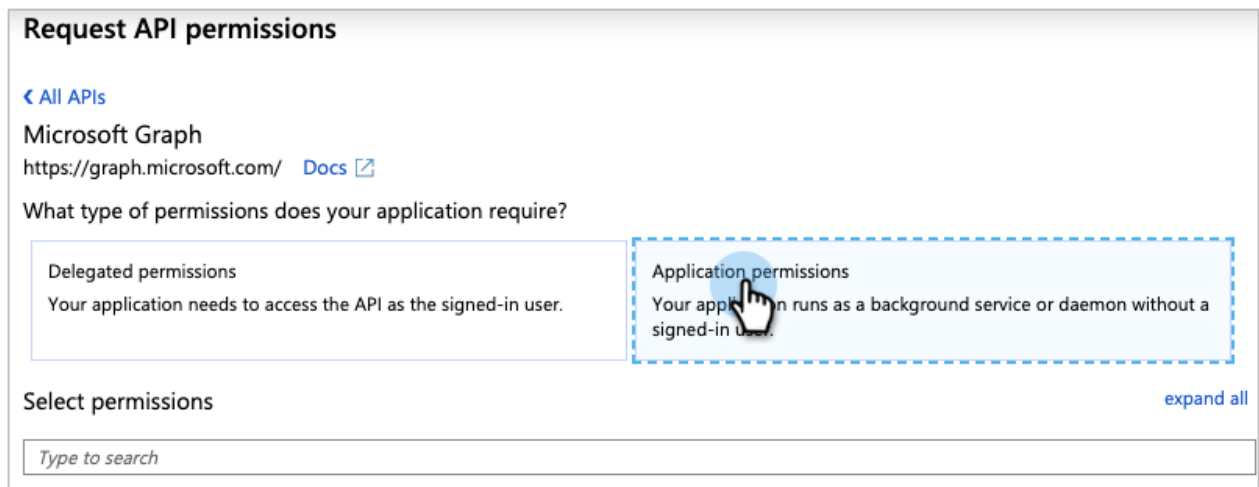 Request API permissions
All APIs
Microsoft Graph
https://graph.microsoft.com/ Docs
What type of permissions does your application require?
Delegated permissions
Your application needs to access the API as the signed-in user.
Application permissions
Your app n runs as a background service or daemon without a
signed-in user.
Select permissions
expand all
Type to search